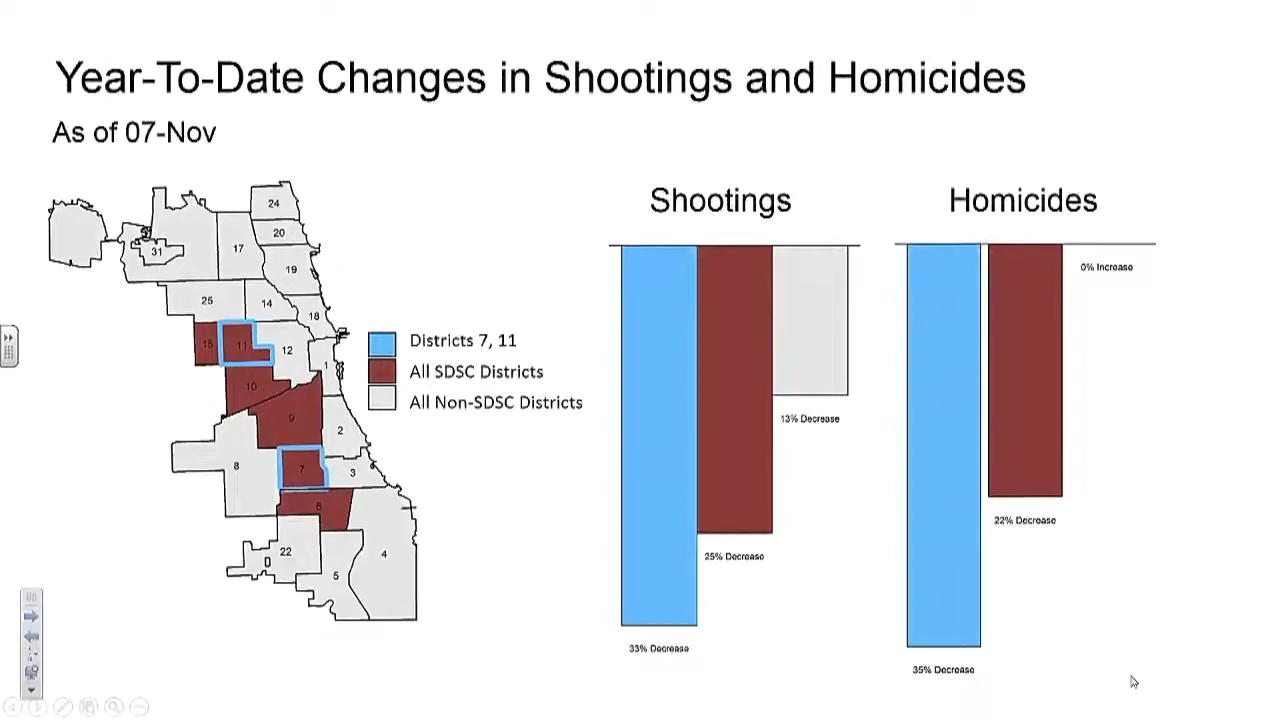 Year-To-Date Changes in Shootings and Homicides
As of 07-Nov
24
20
17
31
19
25
14
18
15
11
12
1
10
9
2
8
7
3
6
22
4
5
Districts 7, 11
All SDSC Districts
All Non-SDSC Districts
Shootings
33% Decrease
25% Decrease
13% Decrease
Homicides
35% Decrease
22% Decrease
0% Increase